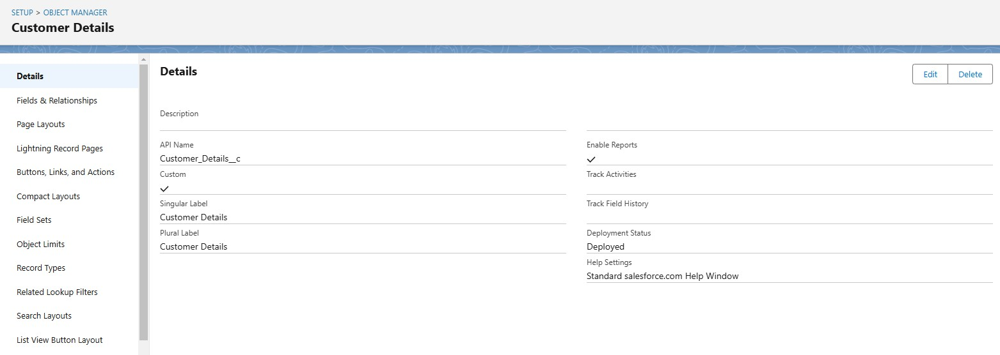 SETUP > OBJECT MANAGER
Customer Details
Details
Fields & Relationships
Page Layouts
Lightning Record Pages
Buttons, Links, and Actions
Compact Layouts
Field Sets
Object Limits
Record Types
Related Lookup Filters
Search Layouts
List View Button Layout
Details
Edit
Delete
Description
API Name
Customer_Details__c
Custom
Singular Label
Customer Details
Plural Label
Customer Details
Enable Reports
Track Activities
Track Field History
Deployment Status
Deployed
Help Settings
Standard salesforce.com Help Window